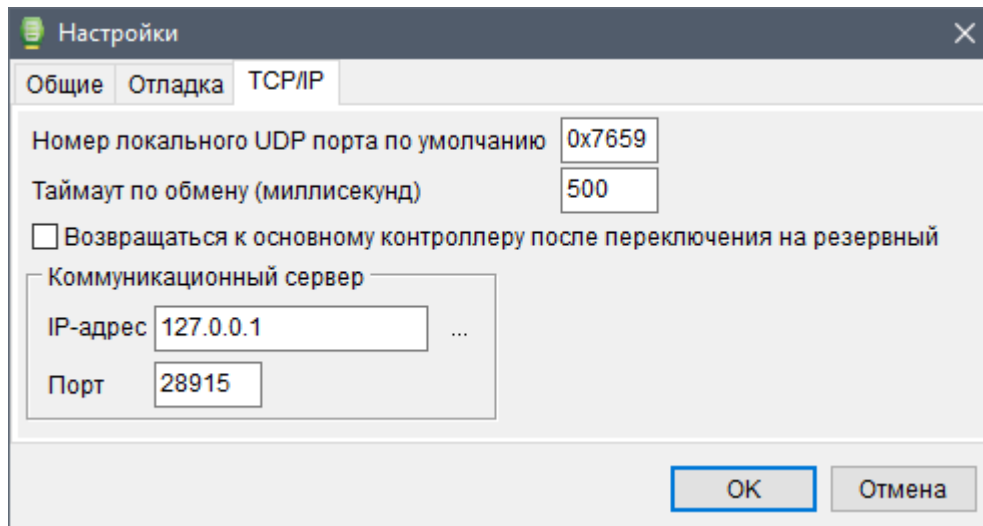 Настройки
Общие Отладка TCP/IP
Номер локального UDP порта по умолчанию 0x7659
Таймаут по обмену (миллисекунд) 500
Возвращаться к основному контроллеру после переключения на резервный
Коммуникационный сервер
IP-адрес 127.0.0.1 ...
Порт 28915
OK Отмена